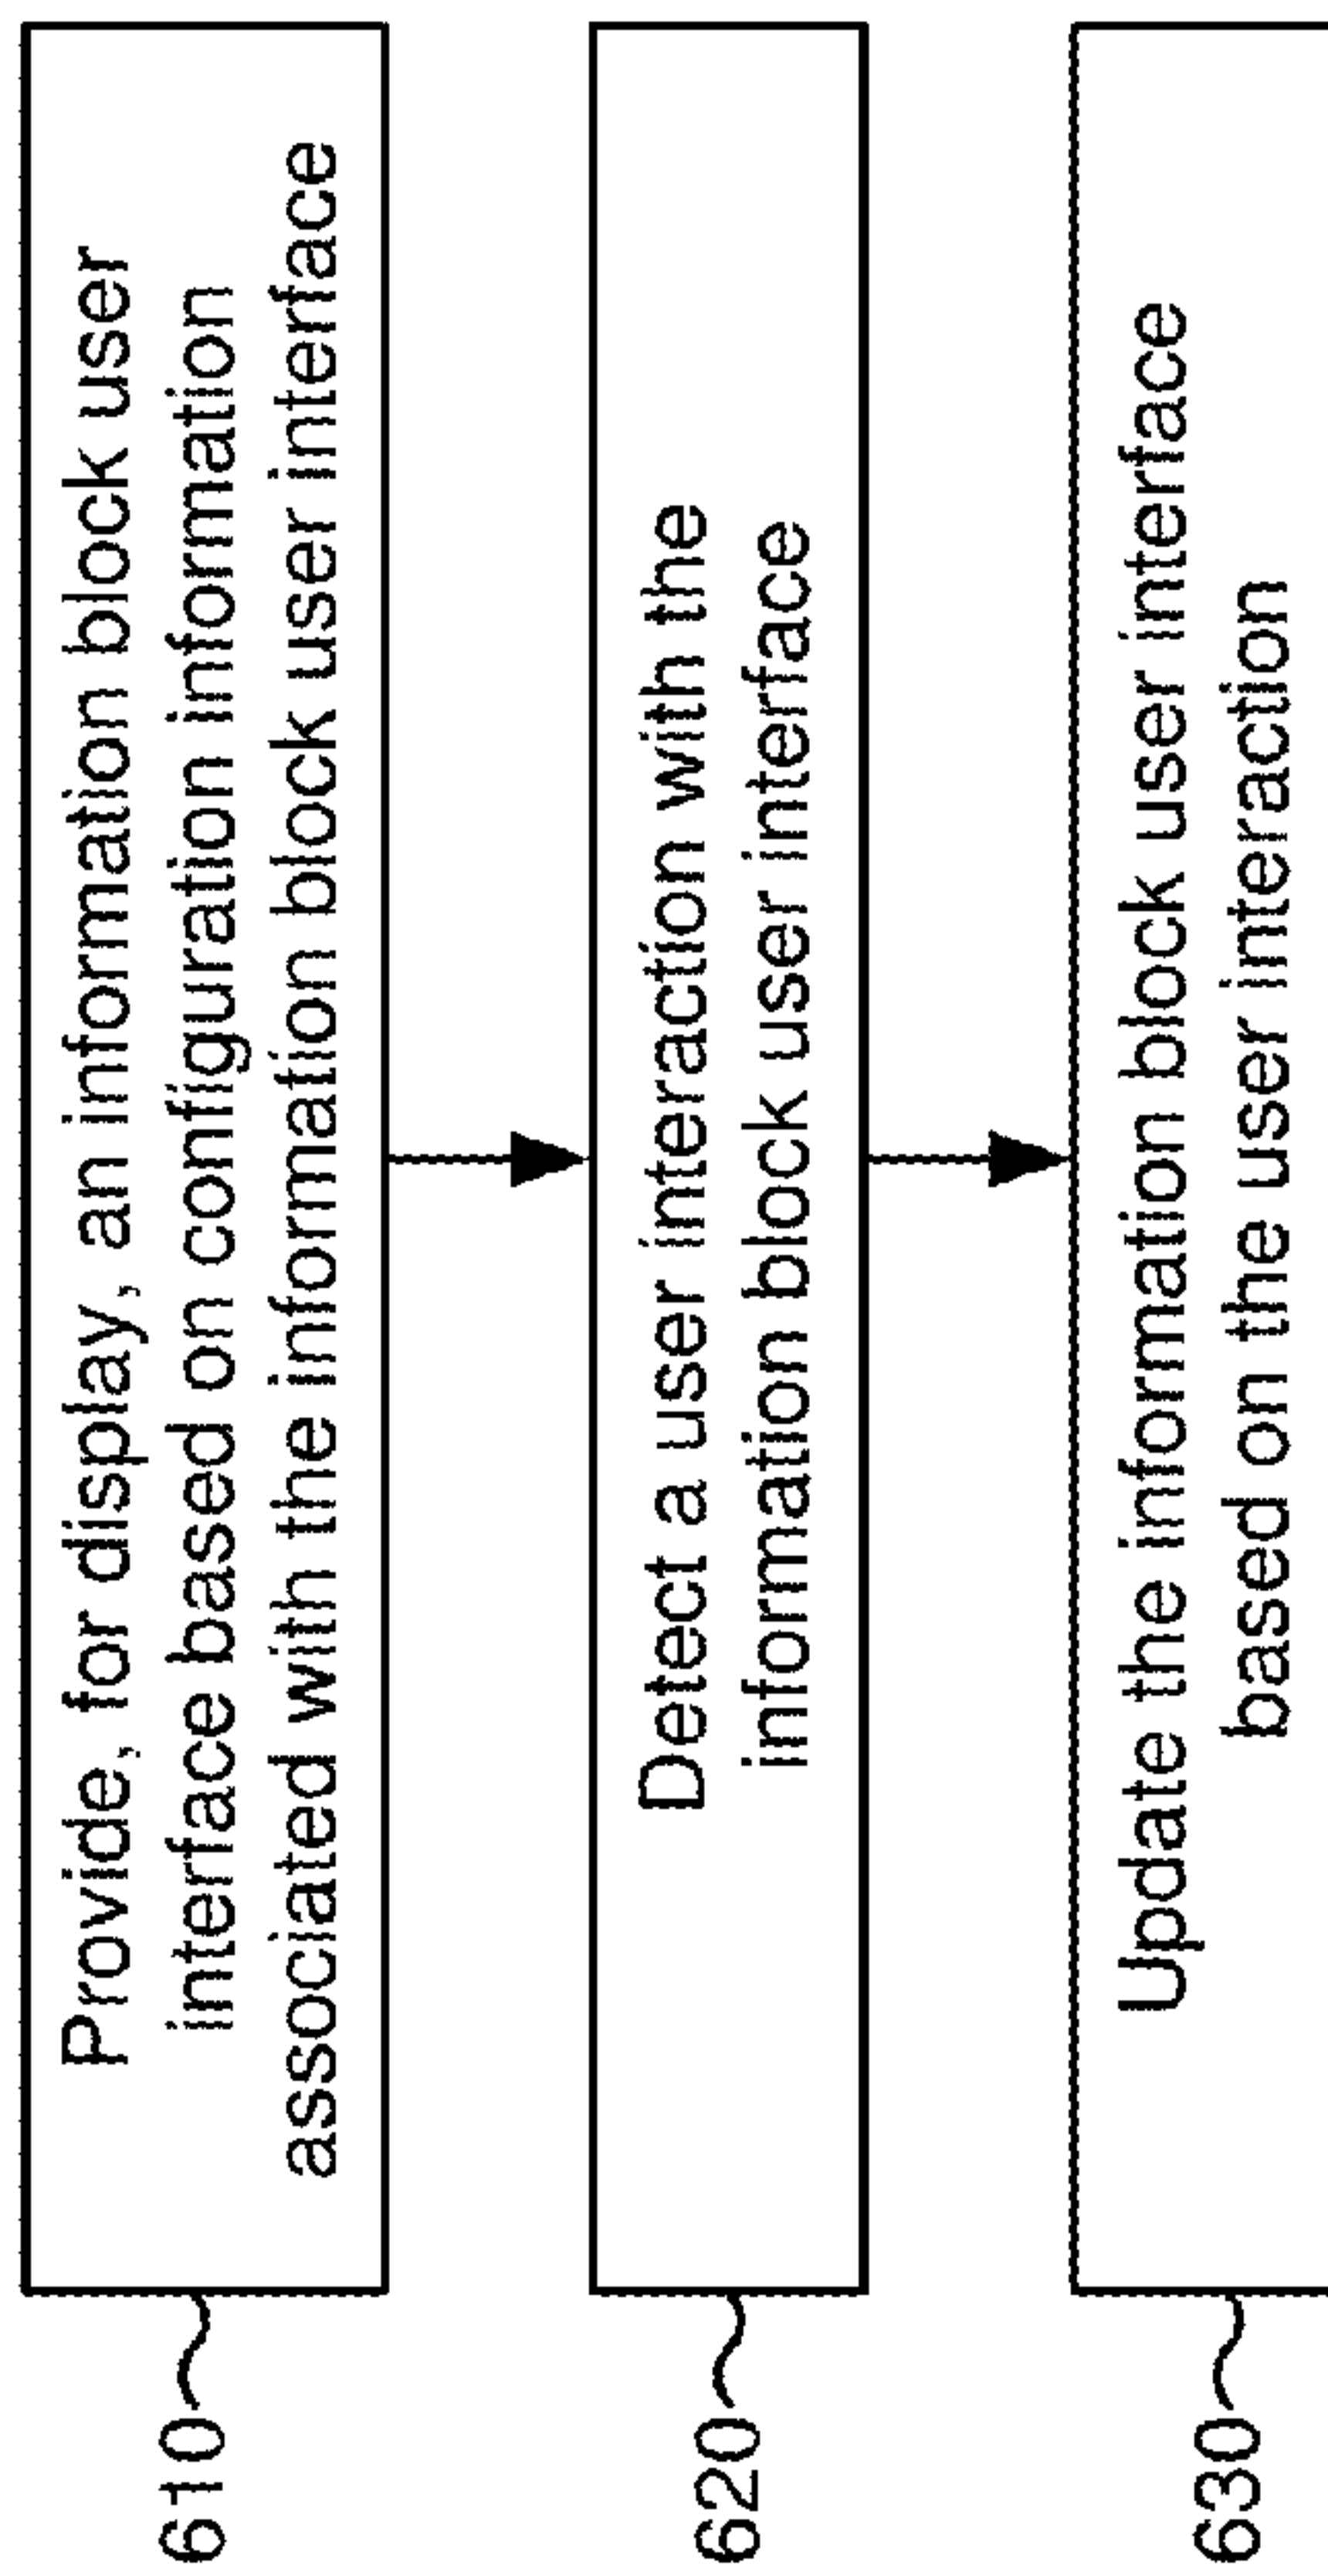 610
Provide, for display, an information block user
interface based on configuration information
associated with the information block user interface
620
Detect a user interaction with the
information block user interface
630
Update the information block user interface
based on the user interaction